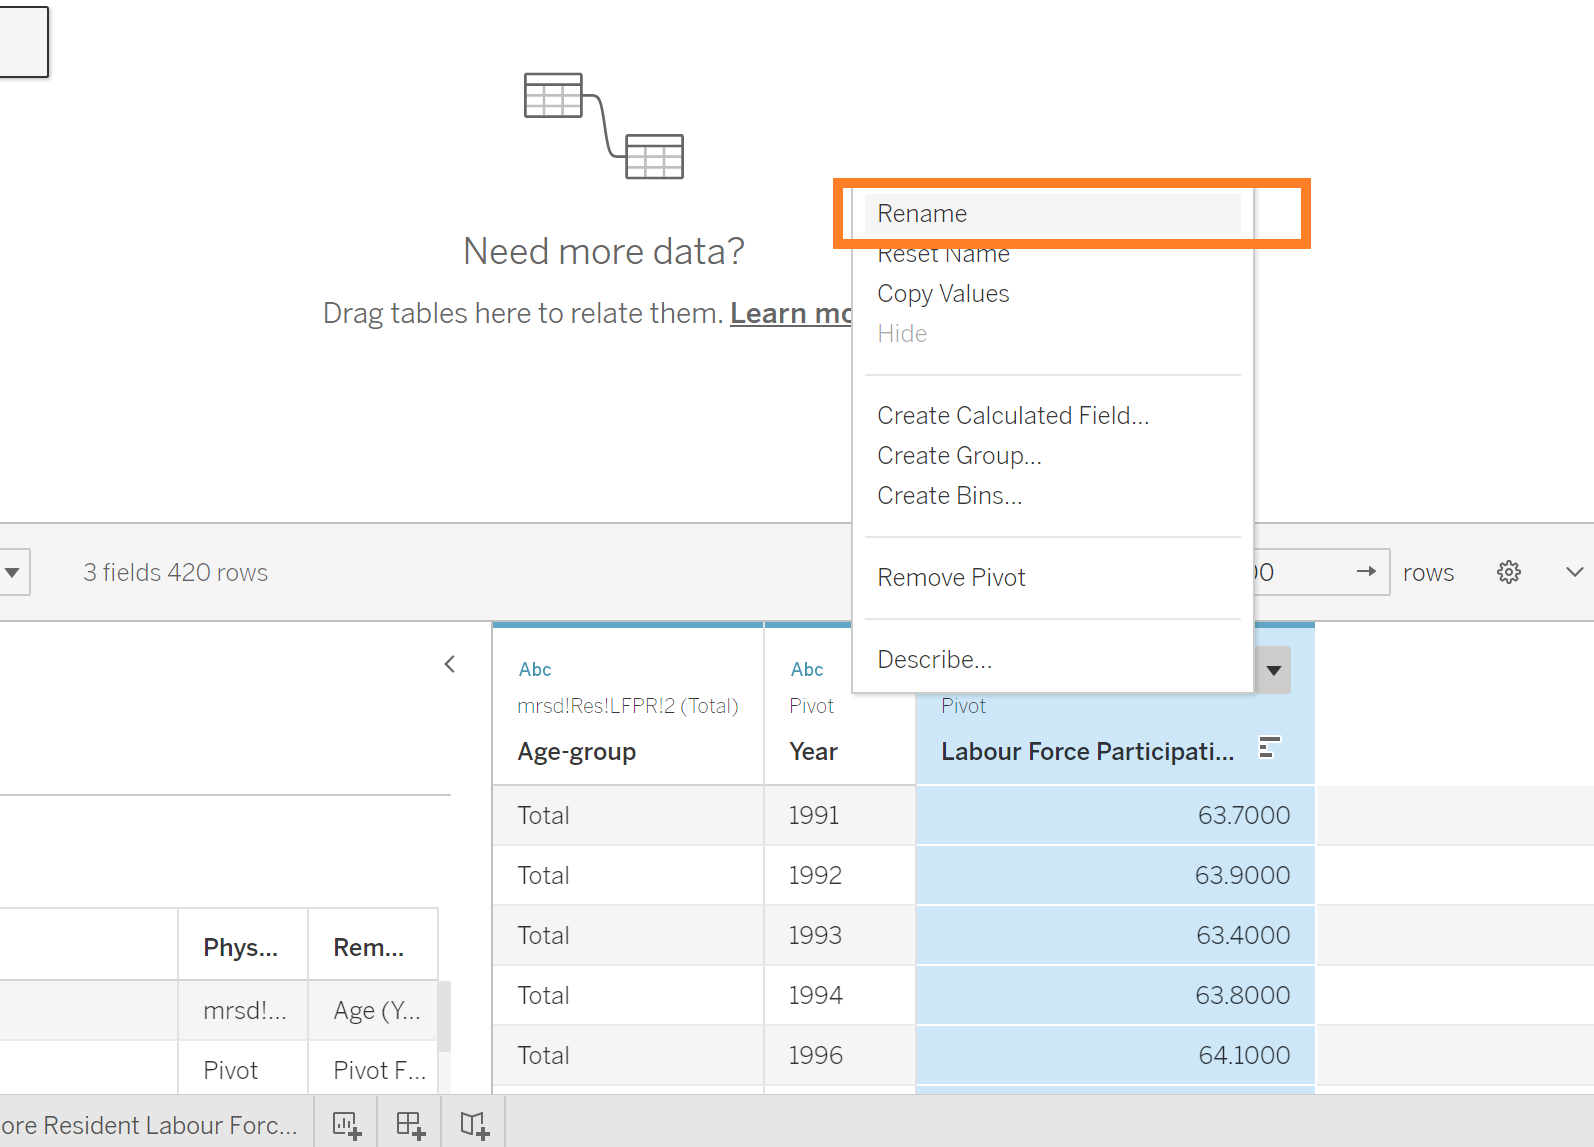 Need more data?
Drag tables here to relate them. Learn mo
Rename
Reset Name
Copy Values
Hide
Create Calculated Field...
Create Group...
Create Bins...
Remove Pivot
Describe...
3 fields 420 rows
0 → rows
Abc
mrsd!Res!LFPR!2 (Total)
Age-group
Abc
Pivot
Year
Pivot
Labour Force Participati...
Total 1991 63.7000
Total 1992 63.9000
Total 1993 63.4000
Total 1994 63.8000
Total 1996 64.1000
Phys... Rem...
mrsd!... Age (Y...
Pivot Pivot F...
ore Resident Labour Forc...